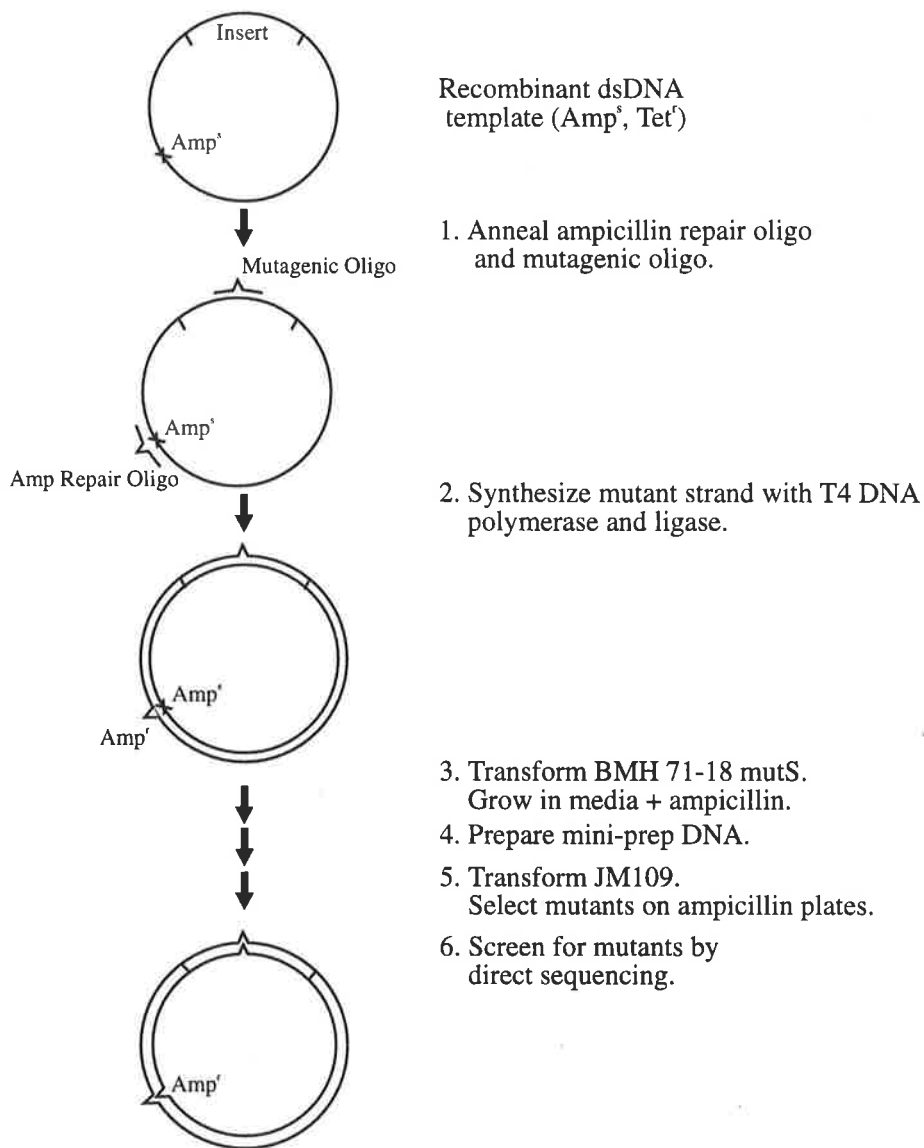 Insert
Amp^s
Recombinant dsDNA
template (Amp^s, Tet^r)
1. Anneal ampicillin repair oligo
and mutagenic oligo.
Mutagenic Oligo
Amp^s
Amp Repair Oligo
2. Synthesize mutant strand with T4 DNA
polymerase and ligase.
Amp^s
Amp^r
3. Transform BMH 71-18 mutS.
Grow in media + ampicillin.
4. Prepare mini-prep DNA.
5. Transform JM109.
Select mutants on ampicillin plates.
6. Screen for mutants by
direct sequencing.
Amp^r